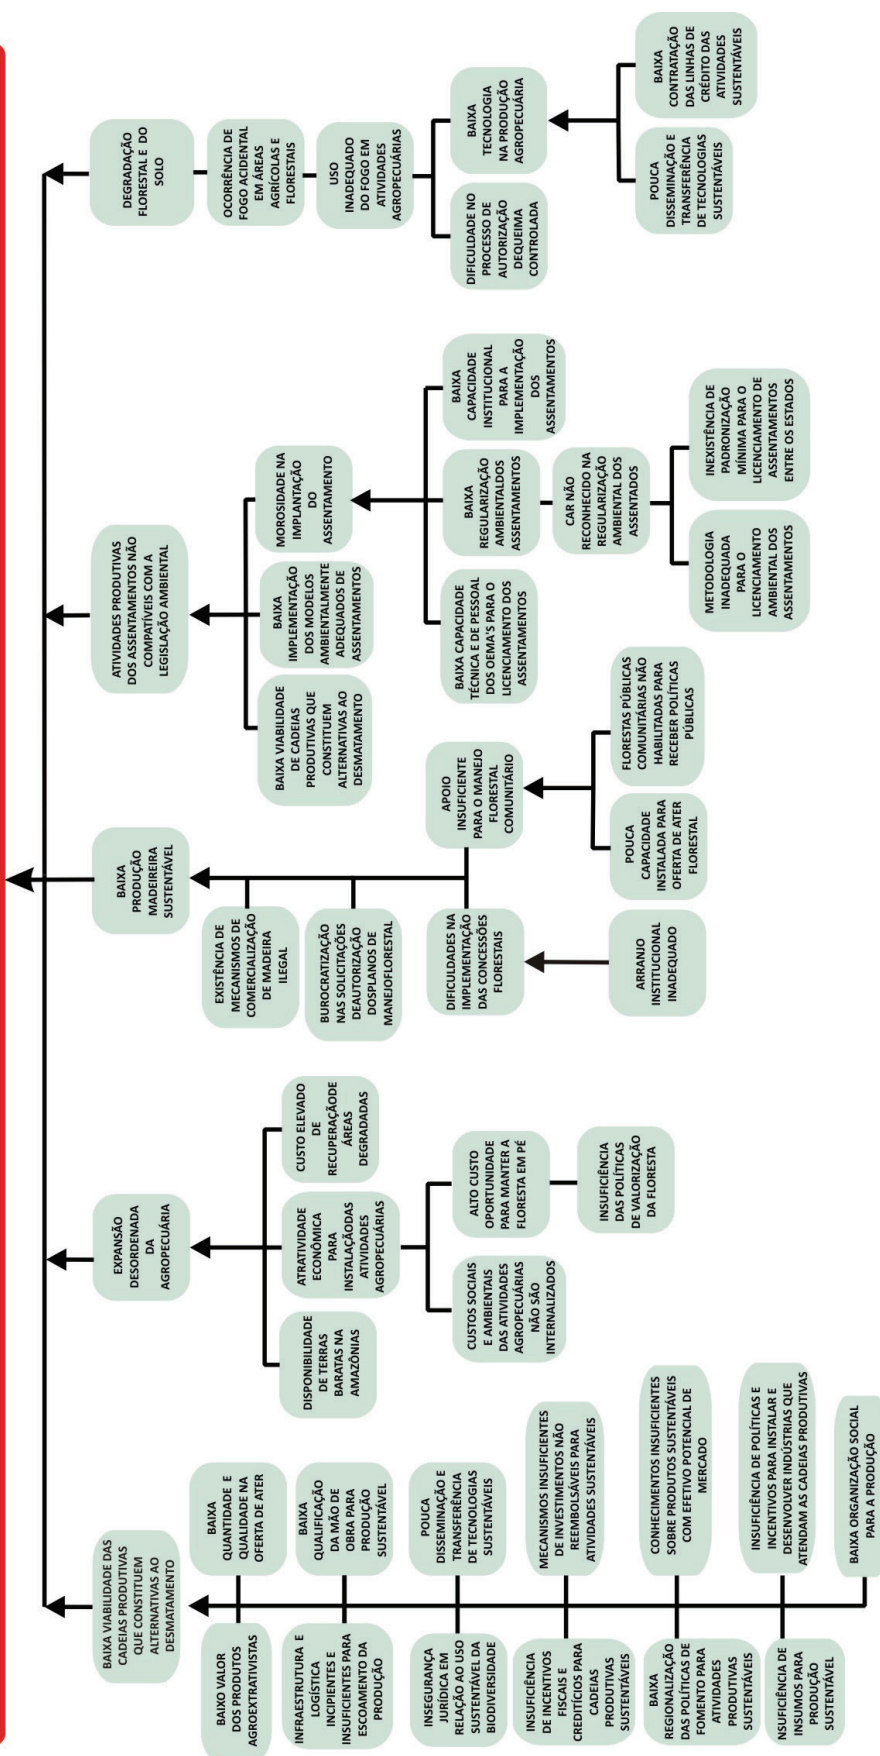 BAIXA VIABILIDADE DAS
CADEIAS PRODUTIVAS
QUE CONSTITUEM
ALTERNATIVAS AO
DESMATAMENTO
BAIXO VALOR
DOS PRODUTOS
AGROEXTRATIVISTAS
BAIXA
QUANTIDADE E
QUALIDADE NA
OFERTA DE ATER
INFRAESTRUTURA E
LOGÍSTICA
INCIPIENTES E
INSUFICIENTES PARA
ESCOAMENTO DA
PRODUÇÃO
BAIXA
QUALIFICAÇÃO
DA MÃO DE
OBRA PARA
PRODUÇÃO
SUSTENTÁVEL
INSEGURANÇA
JURÍDICA EM
RELAÇÃO AO USO
SUSTENTÁVEL DA
BIODIVERSIDADE
POUCA
DISSEMINAÇÃO E
TRANSFERÊNCIA
DE TECNOLOGIAS
SUSTENTÁVEIS
INSUFICIÊNCIA
DE INCENTIVOS
FISCAIS E
CREDITÍCIOS PARA
CADEIAS
PRODUTIVAS
SUSTENTÁVEIS
MECANISMOS INSUFICIENTES
DE INVESTIMENTOS NÃO
REEMBOLSÁVEIS PARA
ATIVIDADES SUSTENTÁVEIS
BAIXA
REGIONALIZAÇÃO
DAS POLÍTICAS DE
FOMENTO PARA
ATIVIDADES
PRODUTIVAS
SUSTENTÁVEIS
CONHECIMENTOS INSUFICIENTES
SOBRE PRODUTOS SUSTENTÁVEIS
COM EFETIVO POTENCIAL DE
MERCADO
NSUFICIÊNCIA DE
INSUMOS PARA
PRODUÇÃO
SUSTENTÁVEL
INSUFICIÊNCIA DE POLÍTICAS E
INCENTIVOS PARA INSTALAR E
DESENVOLVER INDÚSTRIAS QUE
ATENDAM AS CADEIAS PRODUTIVAS
BAIXA ORGANIZAÇÃO SOCIAL
PARA A PRODUÇÃO
EXPANSÃO
DESORDENADA
DA
AGROPECUÁRIA
DISPONIBILIDADE
DE TERRAS
BARATAS NA
AMAZÔNIAS
ATRATIVIDADE
ECONÔMICA
PARA
INSTALAÇÃODAS
ATIVIDADES
AGROPECUÁRIAS
CUSTO ELEVADO
DE
RECUPERAÇÃODE
ÁREAS
DEGRADADAS
CUSTOS SOCIAIS
E AMBIENTAIS
DAS ATIVIDADES
AGROPECUÁRIAS
NÃO SÃO
INTERNALIZADOS
ALTO CUSTO
OPORTUNIDADE
PARA MANTER A
FLORESTA EM PÉ
INSUFICIÊNCIA
DAS POLÍTICAS
DE VALORIZAÇÃO
DA FLORESTA
BAIXA
PRODUÇÃO
MADEIREIRA
SUSTENTÁVEL
EXISTÊNCIA DE
MECANISMOS DE
COMERCIALIZAÇÃO
DE MADEIRA
ILEGAL
BUROCRATIZAÇÃO
NAS SOLICITAÇÕES
DEAUTORIZAÇÃO
DOSPLANOS DE
MANEJOFLORESTAL
DIFICULDADES NA
IMPLEMENTAÇÃO
DAS CONCESSÕES
FLORESTAIS
APOIO
INSUFICIENTE
PARA O MANEJO
FLORESTAL
COMUNITÁRIO
ARRANJO
INSTITUCIONAL
INADEQUADO
POUCA
CAPACIDADE
INSTALADA PARA
OFERTA DE ATER
FLORESTAL
FLORESTAS PÚBLICAS
COMUNITÁRIAS NÃO
HABILITADAS PARA
RECEBER POLÍTICAS
PÚBLICAS
ATIVIDADES PRODUTIVAS
DOS ASSENTAMENTOS NÃO
COMPATÍVEIS COM A
LEGISLAÇÃO AMBIENTAL
BAIXA VIABILIDADE
DE CADEIAS
PRODUTIVAS QUE
CONSTITUEM
ALTERNATIVAS AO
DESMATAMENTO
BAIXA
IMPLEMENTAÇÃO
DOS MODELOS
AMBIENTALMENTE
ADEQUADOS DE
ASSENTAMENTOS
MOROSIDADE NA
IMPLANTAÇÃO
DO
ASSENTAMENTO
BAIXA CAPACIDADE
TÉCNICA E DE PESSOAL
DOS OEMA'S PARA O
LICENCIAMENTO DOS
ASSENTAMENTOS
BAIXA
REGULARIZAÇÃO
AMBIENTALDOS
ASSENTAMENTOS
BAIXA
CAPACIDADE
INSTITUCIONAL
PARA A
IMPLEMENTAÇÃO
DOS
ASSENTAMENTOS
CAR NÃO
RECONHECIDO NA
REGULARIZAÇÃO
AMBIENTAL DOS
ASSENTADOS
METODOLOGIA
INADEQUADA
PARA O
LICENCIAMENTO
AMBIENTAL DOS
ASSENTAMENTOS
INEXISTÊNCIA DE
PADRONIZAÇÃO
MÍNIMA PARA O
LICENCIAMENTO DE
ASSENTAMENTOS
ENTRE OS ESTADOS
DEGRADAÇÃO
FLORESTAL E DO
SOLO
OCORRÊNCIA DE
FOGO ACIDENTAL
EM ÁREAS
AGRÍCOLAS E
FLORESTAIS
USO
INADEQUADO
DO FOGO EM
ATIVIDADES
AGROPECUÁRIAS
DIFICULDADE NO
PROCESSO DE
AUTORIZAÇÃO
DEQUEIMA
CONTROLADA
BAIXA
TECNOLOGIA
NA PRODUÇÃO
AGROPECUÁRIA
POUCA
DISSEMINAÇÃO E
TRANSFERÊNCIA
DE TECNOLOGIAS
SUSTENTÁVEIS
BAIXA
CONTRATAÇÃO
DAS LINHAS DE
CRÉDITO DAS
ATIVIDADES
SUSTENTÁVEIS